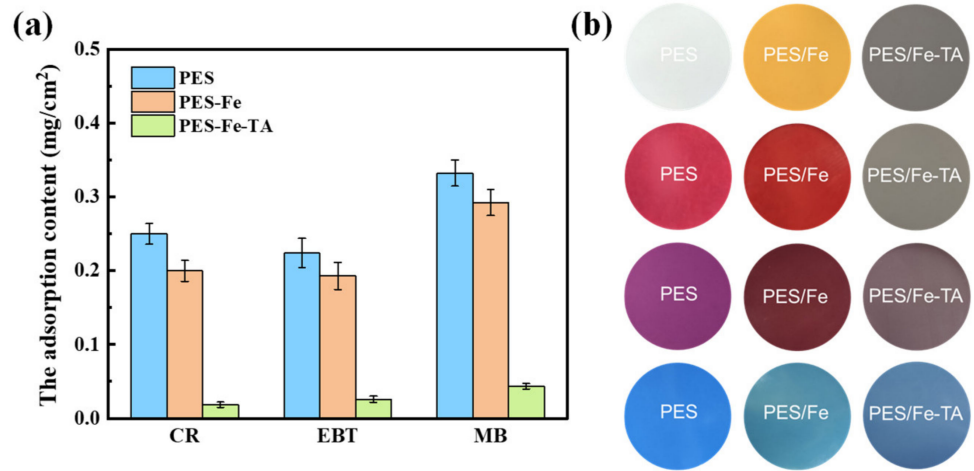 (a)
The adsorption content (mg/cm²)
0.5
0.4
0.3
0.2
0.1
0.0
PES
PES-Fe
PES-Fe-TA
CR EBT MB
(b)
PES PES/Fe PES/Fe-TA
PES PES/Fe PES/Fe-TA
PES PES/Fe PES/Fe-TA
PES PES/Fe PES/Fe-TA